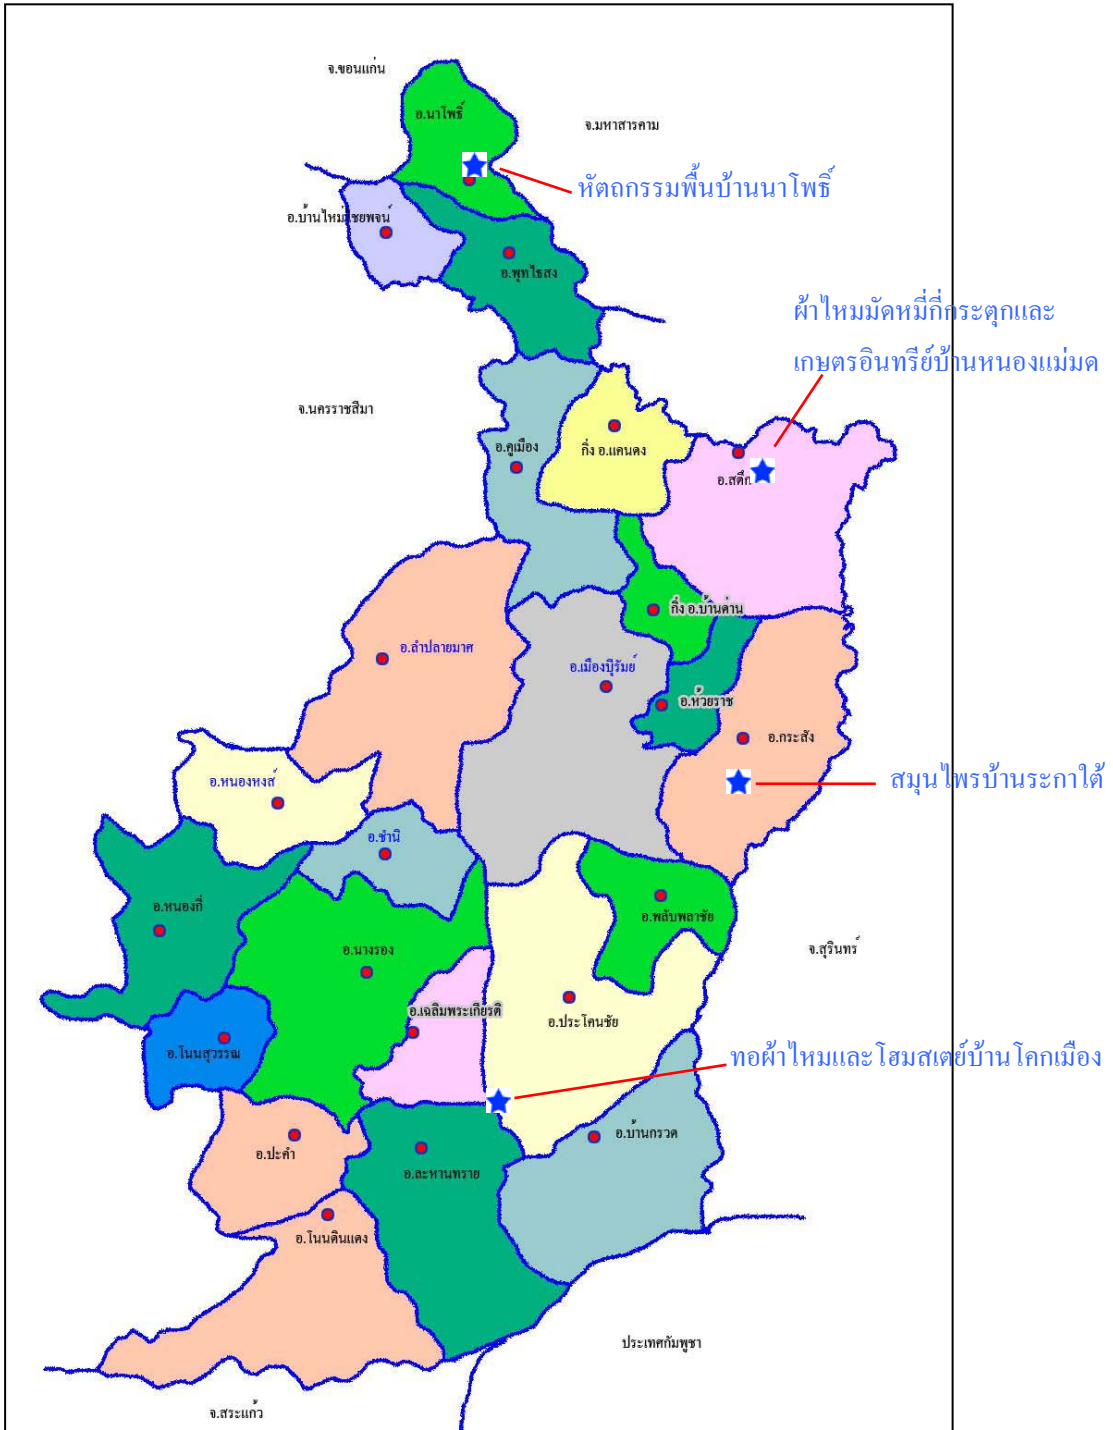 จ.ขอนแก่น
อ.นาโพธิ์
จ.มหาสารคาม
หัตถกรรมพื้นบ้านนาโพธิ์
อ.บ้านใหม่ไชยพจน์
อ.พุทไธสง
ผ้าไหมมัดหมี่กี่กระตุกและ
เกษตรอินทรีย์บ้านหนองแม่มด
จ.นครราชสีมา
อ.คูเมือง
กิ่ง อ.แคนดง
อ.สตึก
กิ่ง อ.บ้านด่าน
อ.ลำปลายมาศ
อ.เมืองบุรีรัมย์
อ.ห้วยราช
อ.กระสัง
อ.หนองหงส์
สมุนไพรบ้านระกาใต้
อ.ชำนิ
อ.หนองกี่
อ.พลับพลาชัย
อ.นางรอง
จ.สุรินทร์
อ.เฉลิมพระเกียรติ
อ.ประโคนชัย
อ.โนนสุวรรณ
ทอผ้าไหมและโฮมสเตย์บ้านโคกเมือง
อ.บ้านกรวด
อ.ปะคำ
อ.ละหานทราย
อ.โนนดินแดง
ประเทศกัมพูชา
จ.สระแก้ว